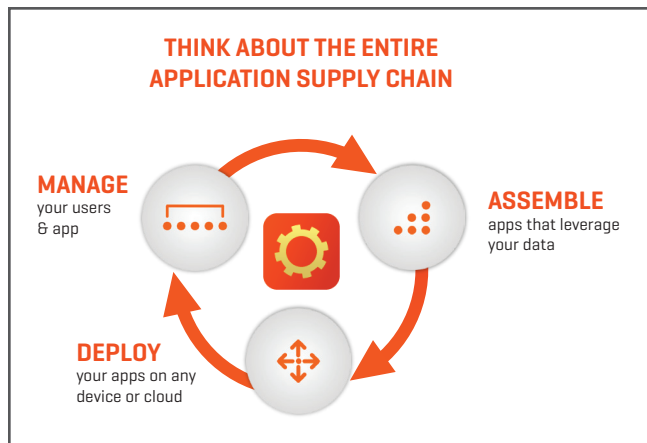 THINK ABOUT THE ENTIRE
APPLICATION SUPPLY CHAIN
MANAGE
your users
& app
ASSEMBLE
apps that leverage
your data
DEPLOY
your apps on any
device or cloud